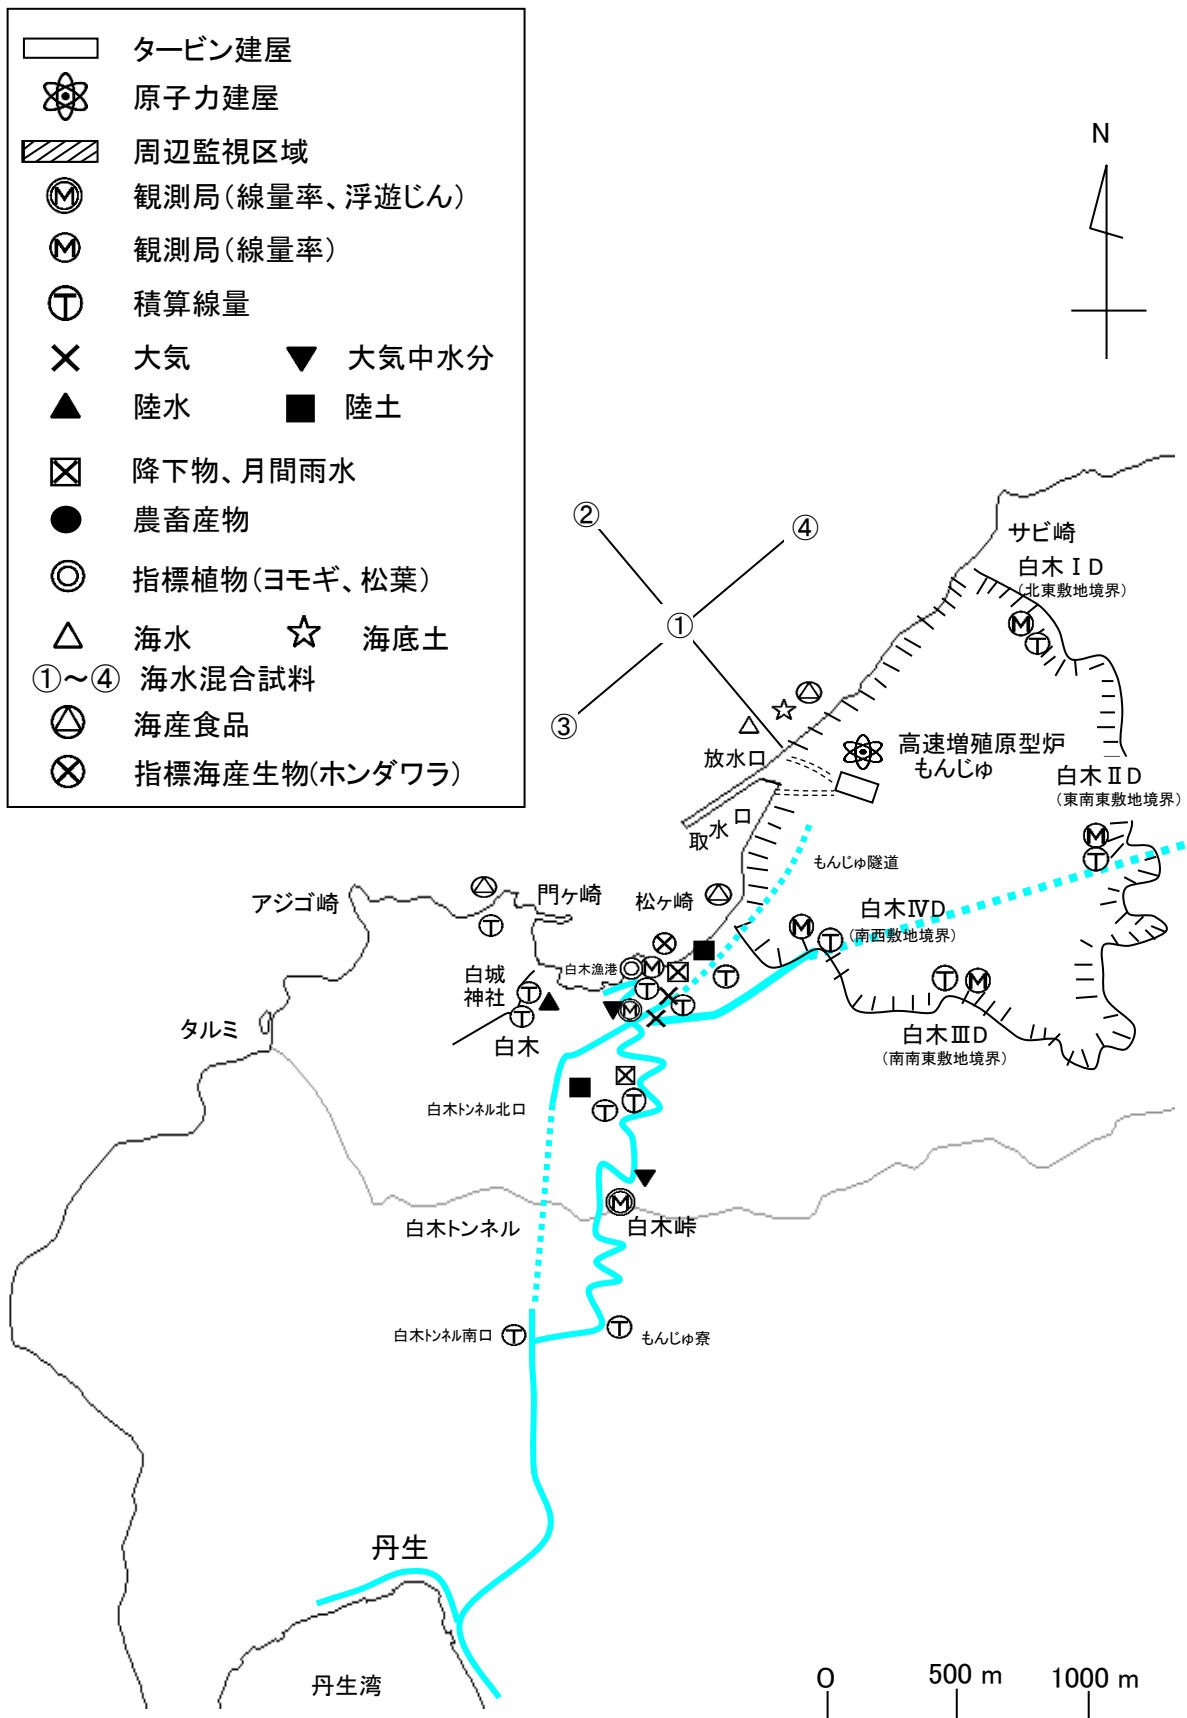 タービン建屋
原子力建屋
周辺監視区域
M 観測局(線量率、浮遊じん)
M 観測局(線量率)
T 積算線量
大気
大気中水分
陸水
陸土
降下物、月間雨水
農畜産物
指標植物(ヨモギ、松葉)
海水
海底土
①～④ 海水混合試料
海産食品
指標海産生物(ホンダワラ)
N
②
④
①
③
サビ崎
白木ⅠD
(北東敷地境界)
M
T
高速増殖原型炉
もんじゅ
放水口
白木ⅡD
(東南東敷地境界)
M
T
取水口
もんじゅ隧道
アジゴ崎
門ヶ崎
松ヶ崎
白木ⅣD
(南西敷地境界)
M
T
T
白城
神社
白木漁港
M
T
T
T
M
T
T
T
M
白木
白木ⅢD
(南南東敷地境界)
タルミ
白木トンネル北口
T
T
M
白木トンネル
白木峠
白木トンネル南口
T
T
もんじゅ寮
丹生
丹生湾
O
500 m
1000 m